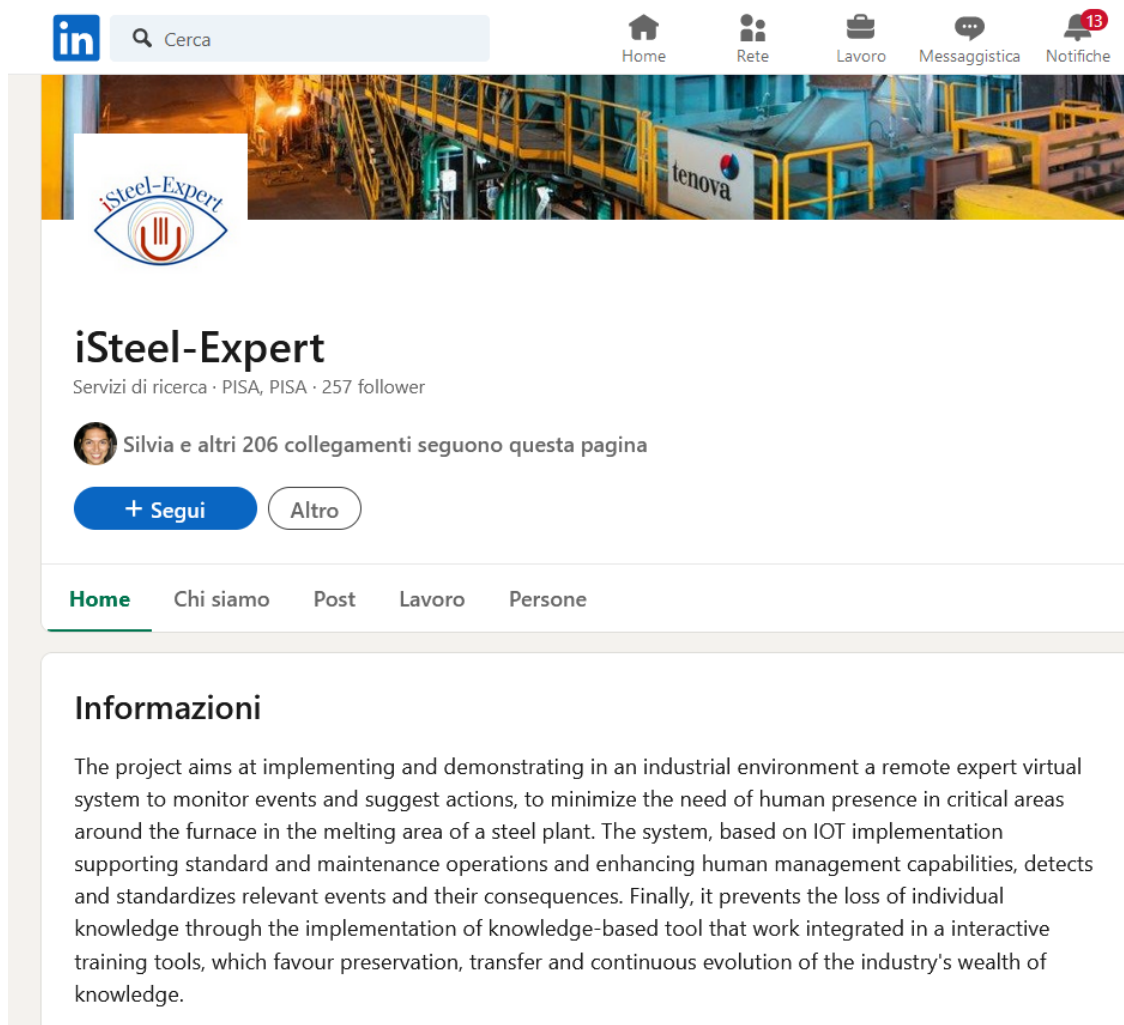 in
Cerca
Home
Rete
Lavoro
Messaggistica
13
Notifiche
tenova
iSteel-Expert
iSteel-Expert
Servizi di ricerca · PISA, PISA · 257 follower
Silvia e altri 206 collegamenti seguono questa pagina
+ Segui
Altro
Home
Chi siamo
Post
Lavoro
Persone
Informazioni
The project aims at implementing and demonstrating in an industrial environment a remote expert virtual
system to monitor events and suggest actions, to minimize the need of human presence in critical areas
around the furnace in the melting area of a steel plant. The system, based on IOT implementation
supporting standard and maintenance operations and enhancing human management capabilities, detects
and standardizes relevant events and their consequences. Finally, it prevents the loss of individual
knowledge through the implementation of knowledge-based tool that work integrated in a interactive
training tools, which favour preservation, transfer and continuous evolution of the industry's wealth of
knowledge.